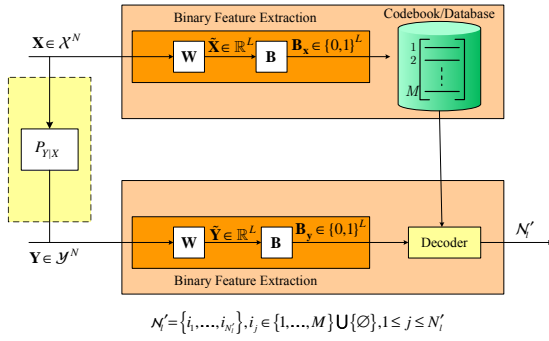 Binary Feature Extraction
Codebook/Database
X ∈ 𝒳^N
W
X̃ ∈ ℝ^L
B
B_x ∈ {0,1}^L
1
2
M
P_{Y|X}
Y ∈ 𝒴^N
W
Ỹ ∈ ℝ^L
B
B_y ∈ {0,1}^L
Decoder
𝒩_l′
Binary Feature Extraction
𝒩_l′ = {i_1,…,i_{N_l′}}, i_j ∈ {1,…,M} ⋃ {∅}, 1 ≤ j ≤ N_l′